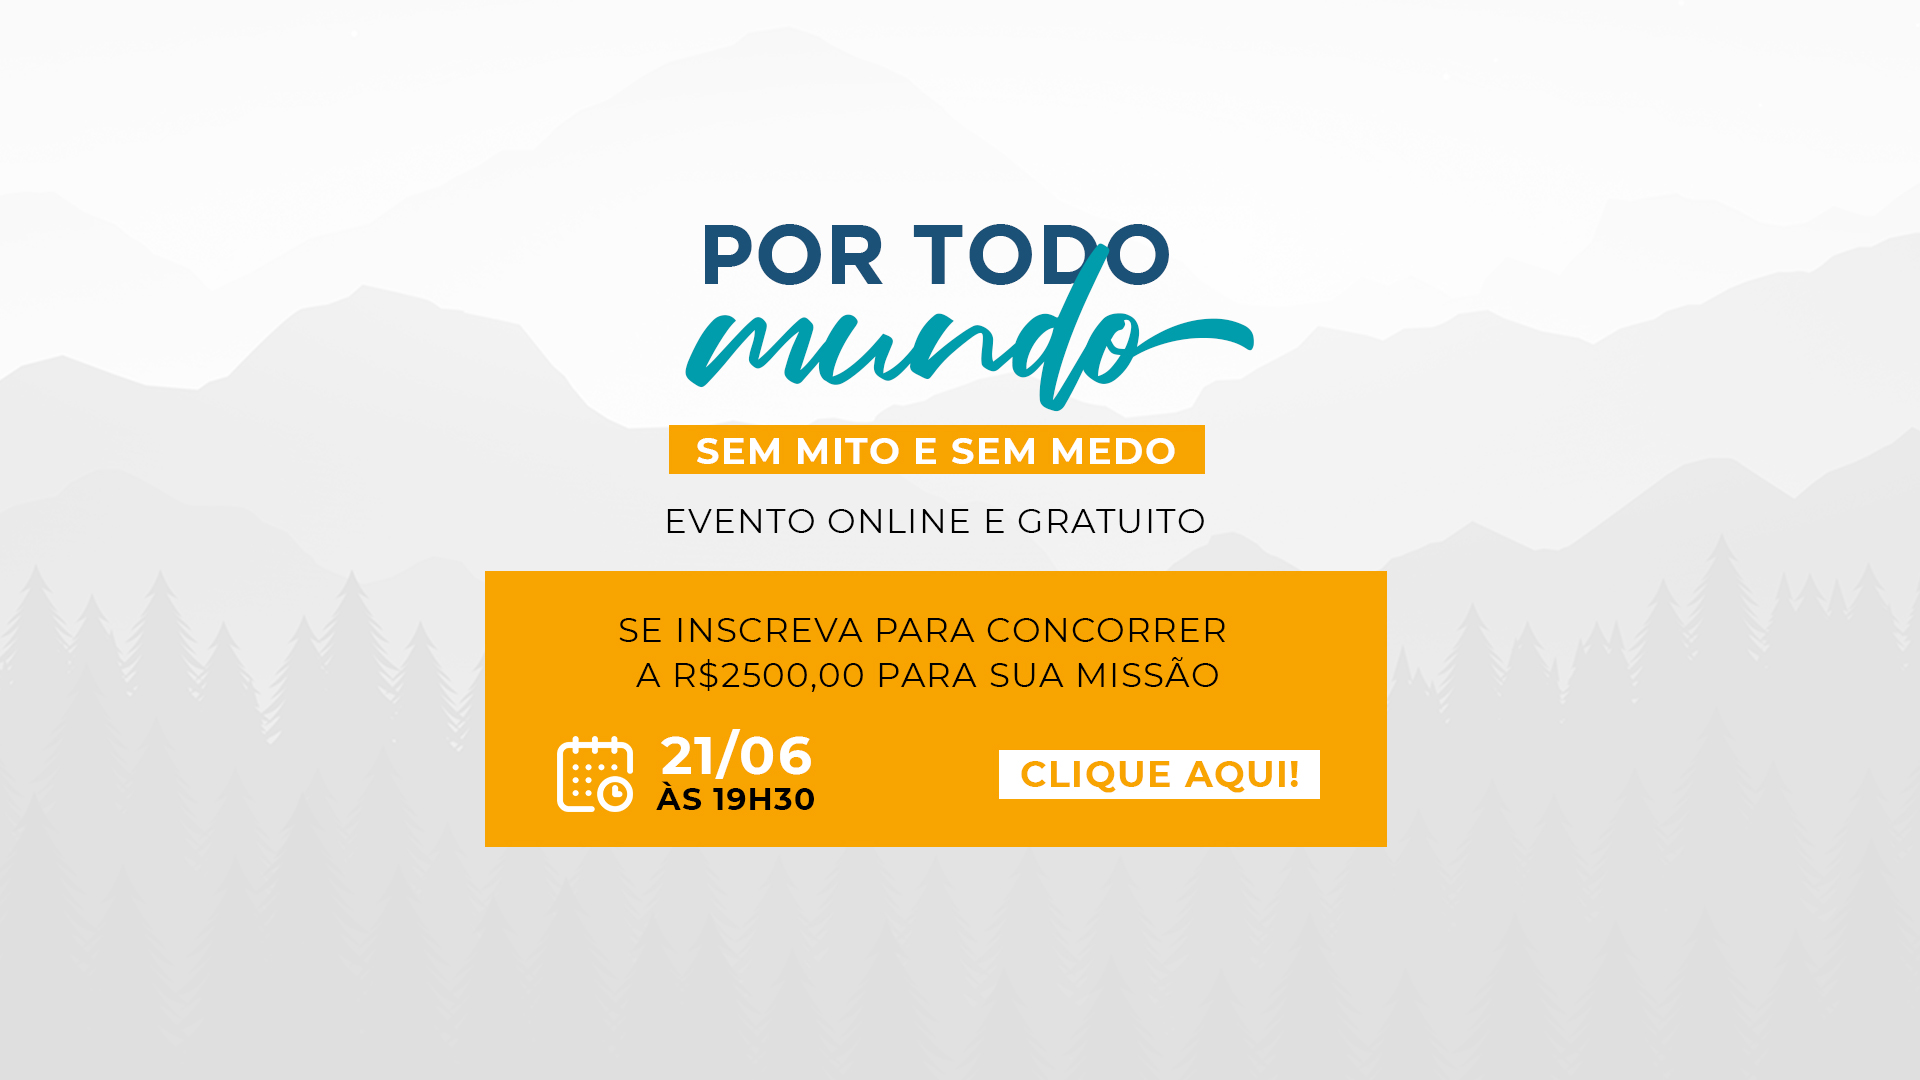 POR TODO
mundo
SEM MITO E SEM MEDO
EVENTO ONLINE E GRATUITO
SE INSCREVA PARA CONCORRER
A R$2500,00 PARA SUA MISSÃO
21/06
ÀS 19H30
CLIQUE AQUI!